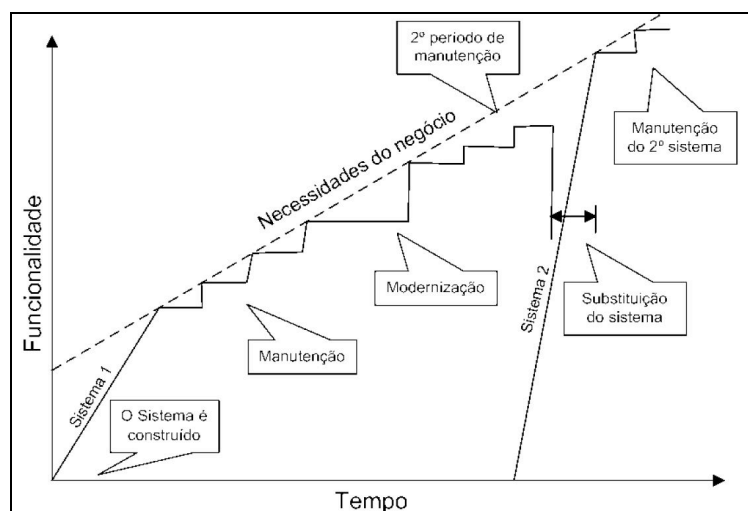 2º periodo de
manutenção
Manutenção
do 2º sistema
Necessidades do negócio
Funcionalidade
Modernização
Sistema 2
Substituição
do sistema
Manutenção
Sistema 1
O Sistema é
construído
Tempo